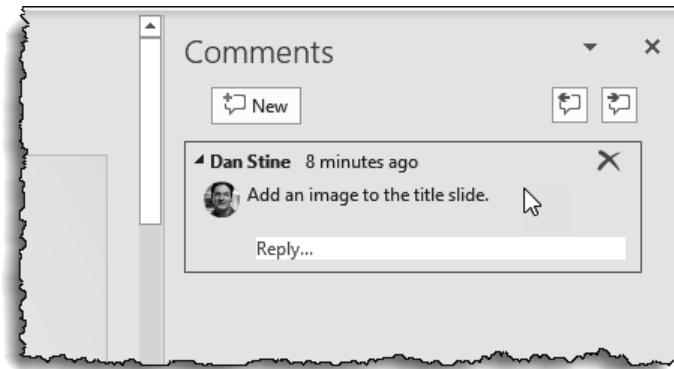 Comments
New
Dan Stine 8 minutes ago
Add an image to the title slide.
Reply...